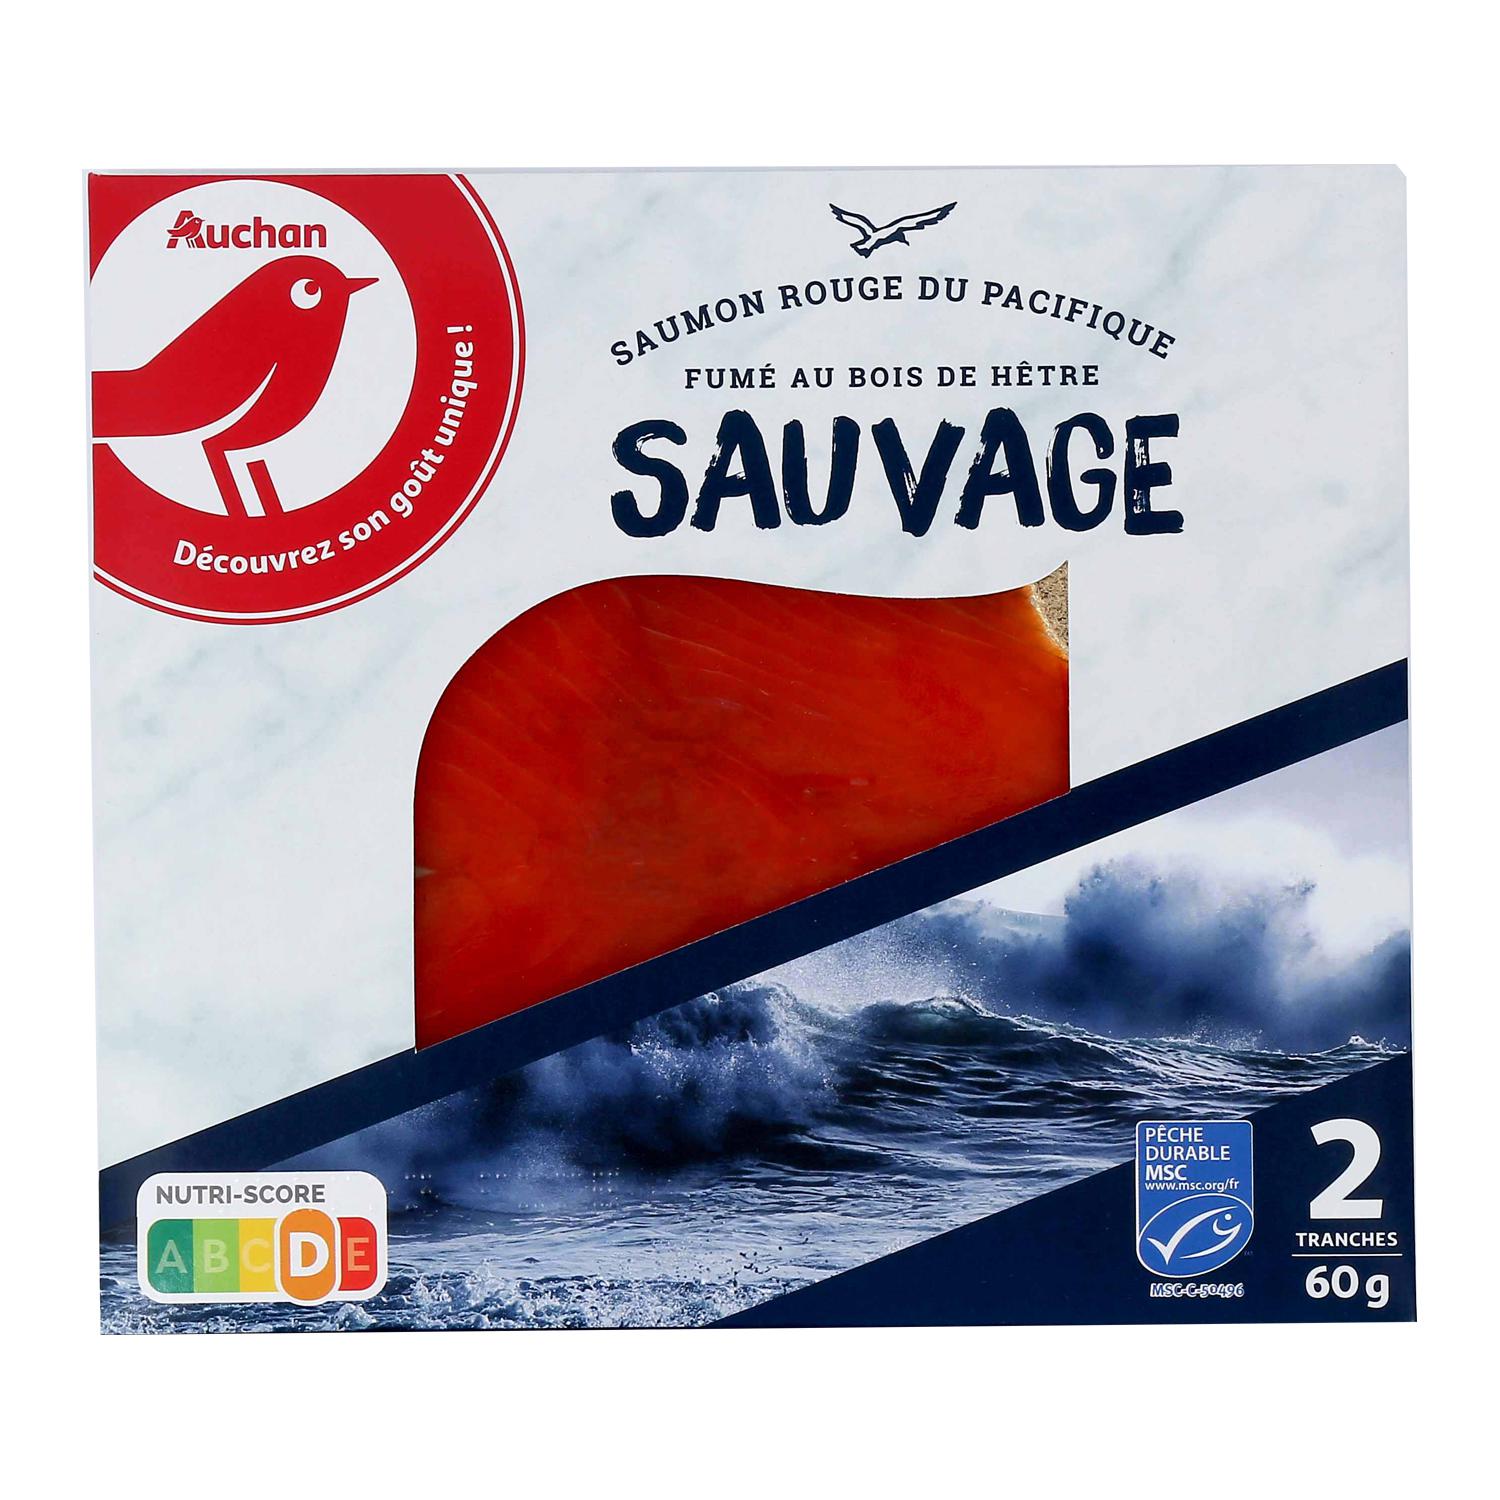 Auchan
Découvrez son goût unique !
SAUMON ROUGE DU PACIFIQUE
FUMÉ AU BOIS DE HÊTRE
SAUVAGE
NUTRI-SCORE
A B C D E
PÊCHE
DURABLE
MSC
www.msc.org/fr
MSC-C-50496
2
TRANCHES
60 g